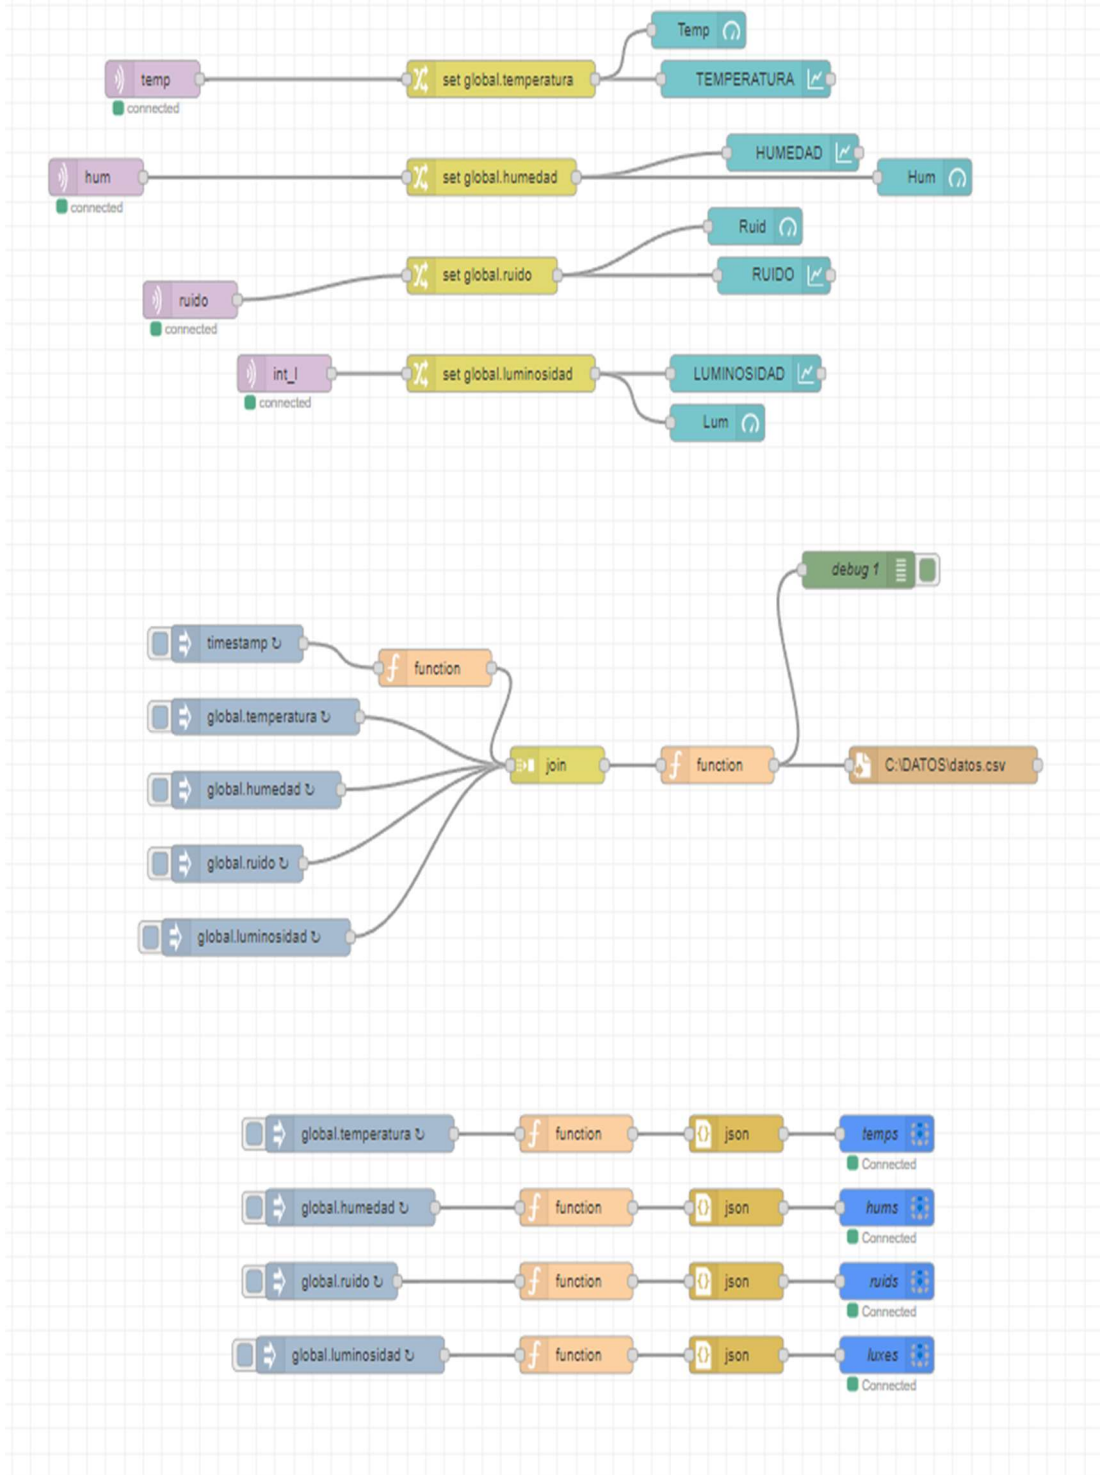 Temp
temp
set global.temperatura
TEMPERATURA
connected
HUMEDAD
hum
set global.humedad
Hum
connected
Ruid
set global.ruido
RUIDO
ruido
connected
int_l
set global.luminosidad
LUMINOSIDAD
connected
Lum
debug 1
timestamp ↻
function
global.temperatura ↻
join
function
C:\DATOS\datos.csv
global.humedad ↻
global.ruido ↻
global.luminosidad ↻
global.temperatura ↻
function
json
temps
Connected
global.humedad ↻
function
json
hums
Connected
global.ruido ↻
function
json
ruids
Connected
global.luminosidad ↻
function
json
luxes
Connected